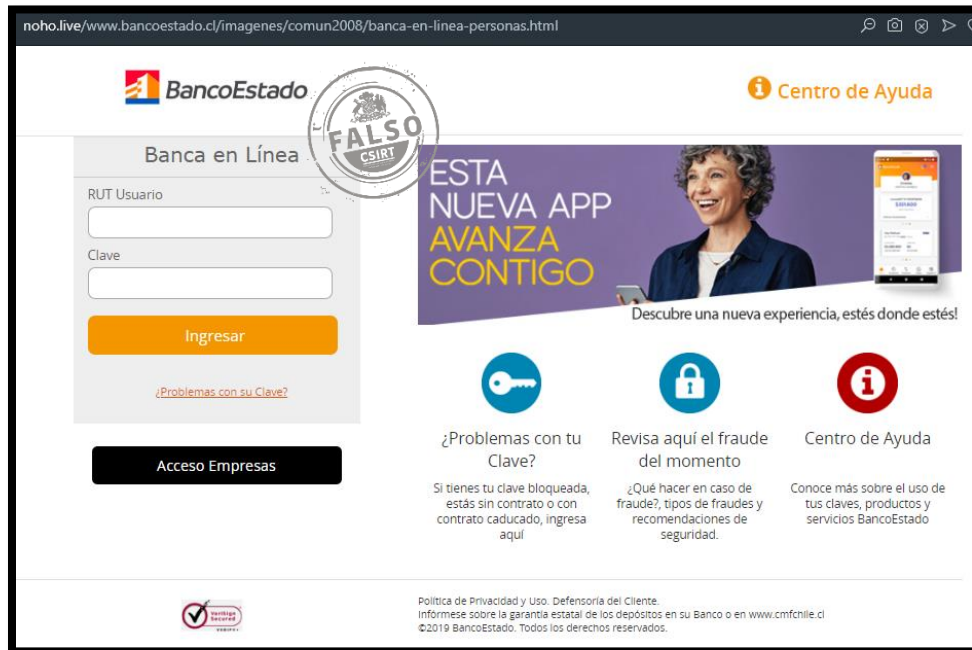 noho.live/www.bancoestado.cl/imagenes/comun2008/banca-en-linea-personas.html
BancoEstado
Centro de Ayuda
FALSO
CSIRT
Banca en Línea
RUT Usuario
Clave
Ingresar
¿Problemas con su Clave?
Acceso Empresas
ESTA
NUEVA APP
AVANZA
CONTIGO
Descubre una nueva experiencia, estés donde estés!
¿Problemas con tu
Clave?
Si tienes tu clave bloqueada,
estás sin contrato o con
contrato caducado, ingresa
aquí
Revisa aquí el fraude
del momento
¿Qué hacer en caso de
fraude?, tipos de fraudes y
recomendaciones de
seguridad.
Centro de Ayuda
Conoce más sobre el uso de
tus claves, productos y
servicios BancoEstado
VeriSign
Secured
Política de Privacidad y Uso. Defensoría del Cliente.
Infórmese sobre la garantía estatal de los depósitos en su Banco o en www.cmfchile.cl
©2019 BancoEstado. Todos los derechos reservados.